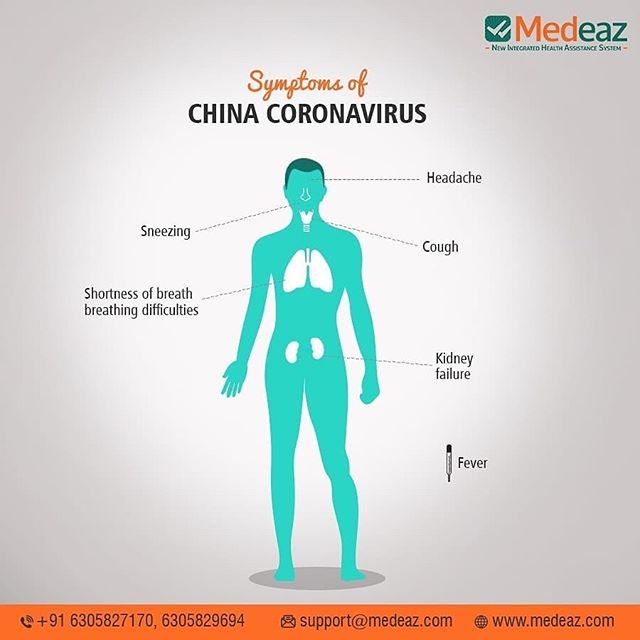 Medeaz
- New Integrated Health Assistance System -
Symptoms of
CHINA CORONAVIRUS
Headache
Sneezing
Cough
Shortness of breath
breathing difficulties
Kidney
failure
Fever
+91 6305827170, 6305829694
support@medeaz.com
www.medeaz.com